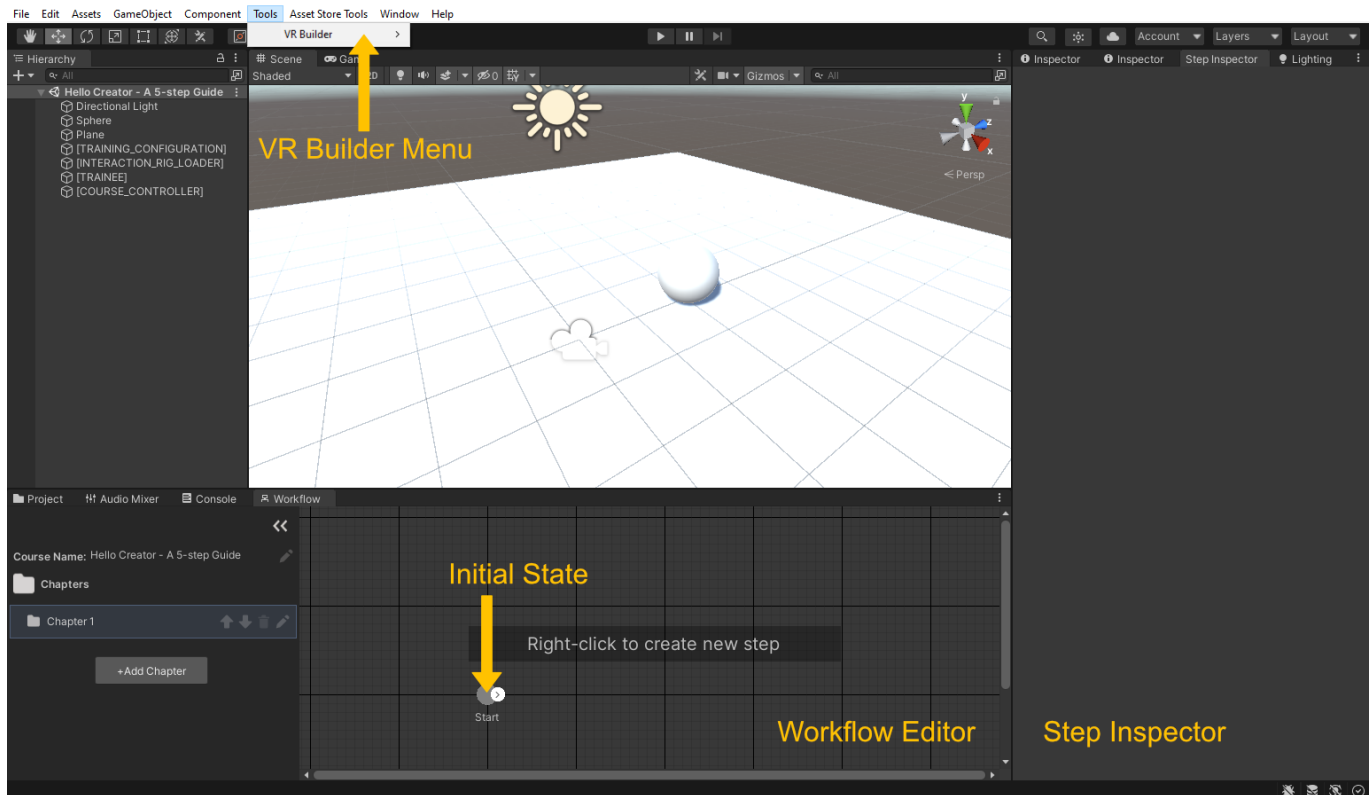 File Edit Assets GameObject Component Tools Asset Store Tools Window Help
VR Builder
Account Layers Layout
Hierarchy
All
Hello Creator - A 5-step Guide
Directional Light
Sphere
Plane
[TRAINING_CONFIGURATION]
[INTERACTION_RIG_LOADER]
[TRAINEE]
[COURSE_CONTROLLER]
Scene
Shaded
0
Gizmos All
VR Builder Menu
y
z
x
Persp
Inspector Inspector Step Inspector Lighting
Project Audio Mixer Console Workflow
Course Name: Hello Creator - A 5-step Guide
Chapters
Chapter 1
+Add Chapter
Initial State
Right-click to create new step
Start
Workflow Editor
Step Inspector